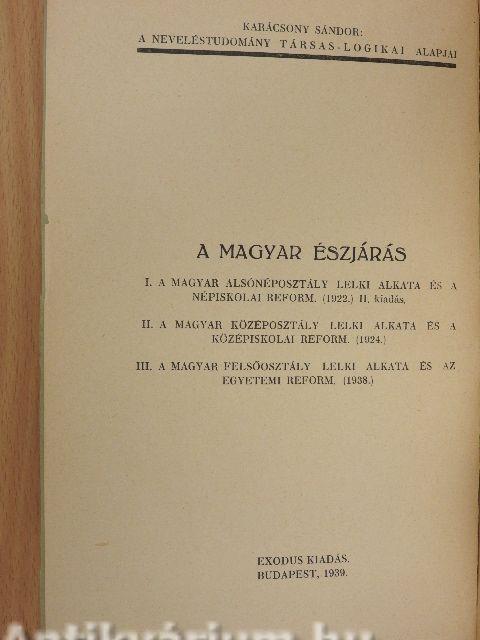 KARÁCSONY SÁNDOR:
A NEVELÉSTUDOMÁNY TÁRSAS-LOGIKAI ALAPJAI
A MAGYAR ÉSZJÁRÁS
I. A MAGYAR ALSÓNÉPOSZTÁLY LELKI ALKATA ÉS A
NÉPISKOLAI REFORM. (1922.) II. kiadás.
II. A MAGYAR KÖZÉPOSZTÁLY LELKI ALKATA ÉS A
KÖZÉPISKOLAI REFORM. (1924.)
III. A MAGYAR FELSŐOSZTÁLY LELKI ALKATA ÉS AZ
EGYETEMI REFORM. (1938.)
EXODUS KIADÁS.
BUDAPEST, 1939.
Antikvárium.hu